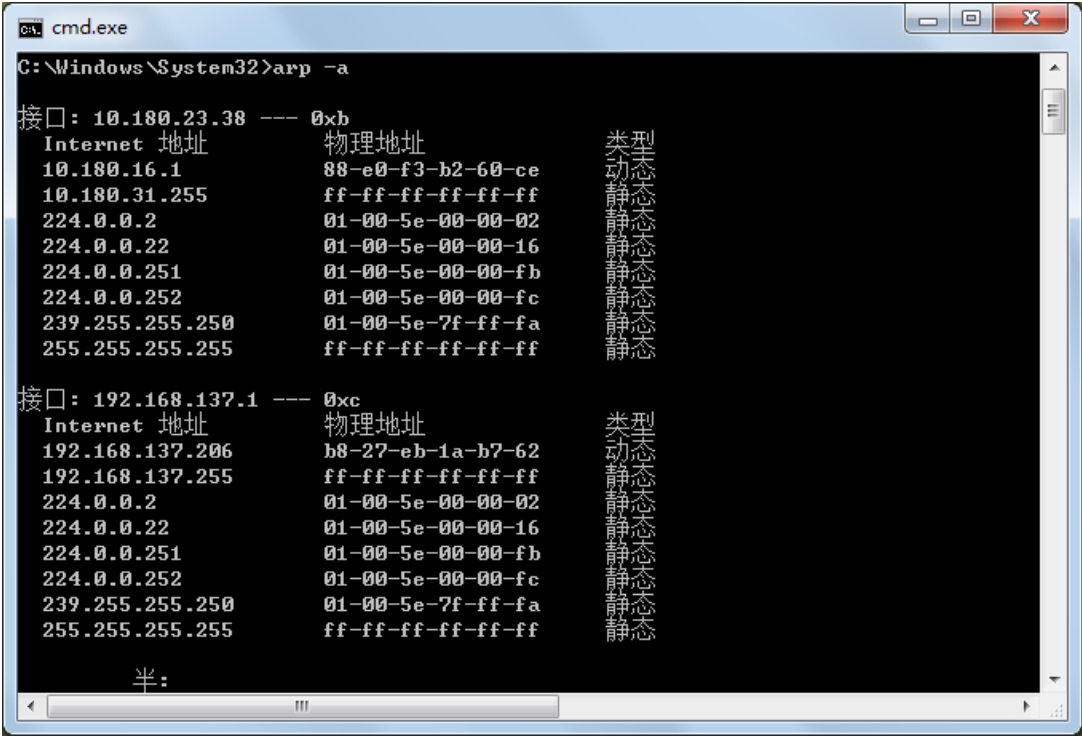 cmd.exe
C:\Windows\System32>arp -a
接口: 10.180.23.38 --- 0xb
Internet 地址 物理地址 类型
10.180.16.1 88-e0-f3-b2-60-ce 动态
10.180.31.255 ff-ff-ff-ff-ff-ff 静态
224.0.0.2 01-00-5e-00-00-02 静态
224.0.0.22 01-00-5e-00-00-16 静态
224.0.0.251 01-00-5e-00-00-fb 静态
224.0.0.252 01-00-5e-00-00-fc 静态
239.255.255.250 01-00-5e-7f-ff-fa 静态
255.255.255.255 ff-ff-ff-ff-ff-ff 静态
接口: 192.168.137.1 --- 0xc
Internet 地址 物理地址 类型
192.168.137.206 b8-27-eb-1a-b7-62 动态
192.168.137.255 ff-ff-ff-ff-ff-ff 静态
224.0.0.2 01-00-5e-00-00-02 静态
224.0.0.22 01-00-5e-00-00-16 静态
224.0.0.251 01-00-5e-00-00-fb 静态
224.0.0.252 01-00-5e-00-00-fc 静态
239.255.255.250 01-00-5e-7f-ff-fa 静态
255.255.255.255 ff-ff-ff-ff-ff-ff 静态
半: